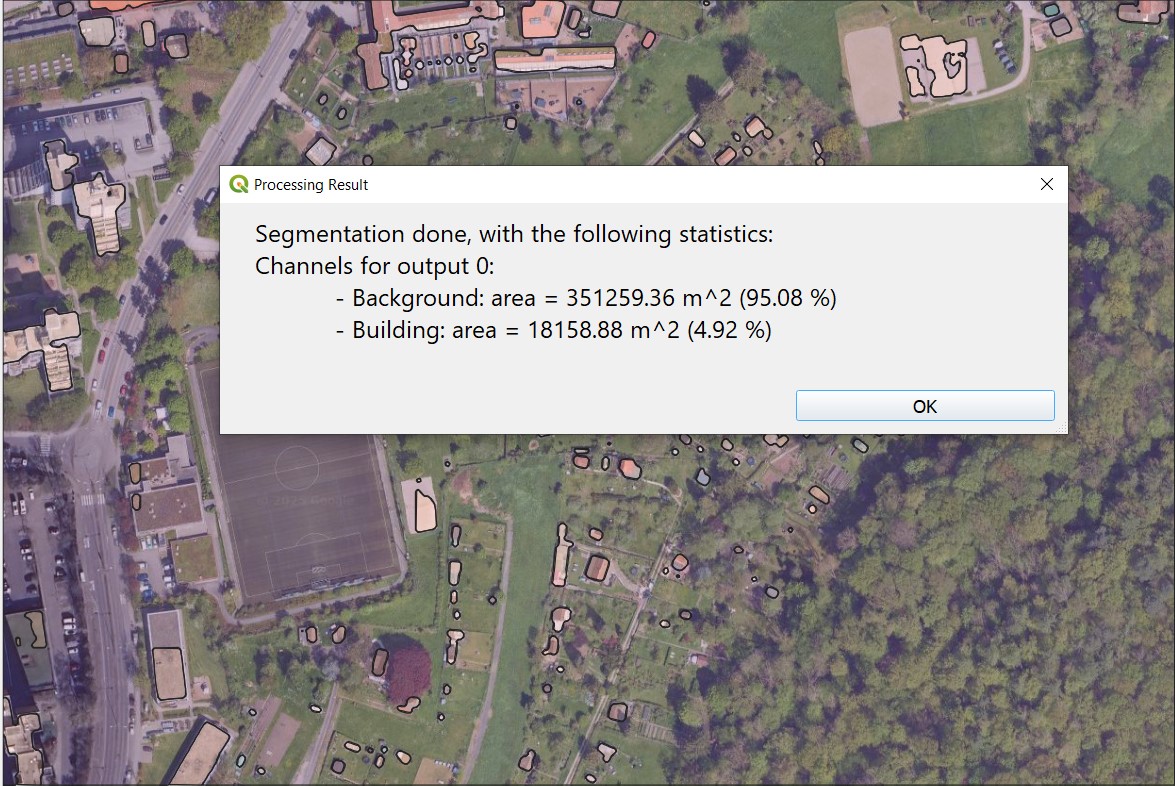 Processing Result
Segmentation done, with the following statistics:
Channels for output 0:
- Background: area = 351259.36 m^2 (95.08 %)
- Building: area = 18158.88 m^2 (4.92 %)
OK